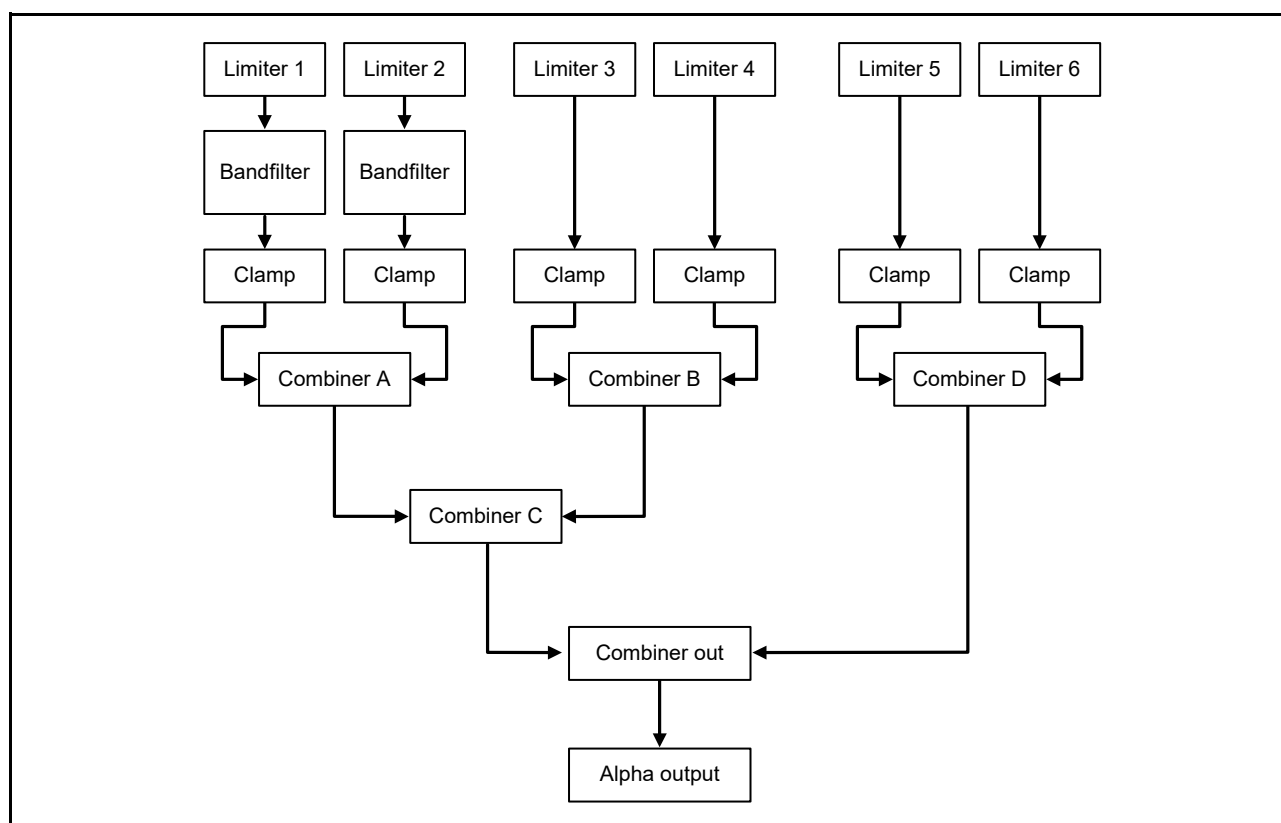 Limiter 1
Limiter 2
Limiter 3
Limiter 4
Limiter 5
Limiter 6
Bandfilter
Bandfilter
Clamp
Clamp
Clamp
Clamp
Clamp
Clamp
Combiner A
Combiner B
Combiner D
Combiner C
Combiner out
Alpha output